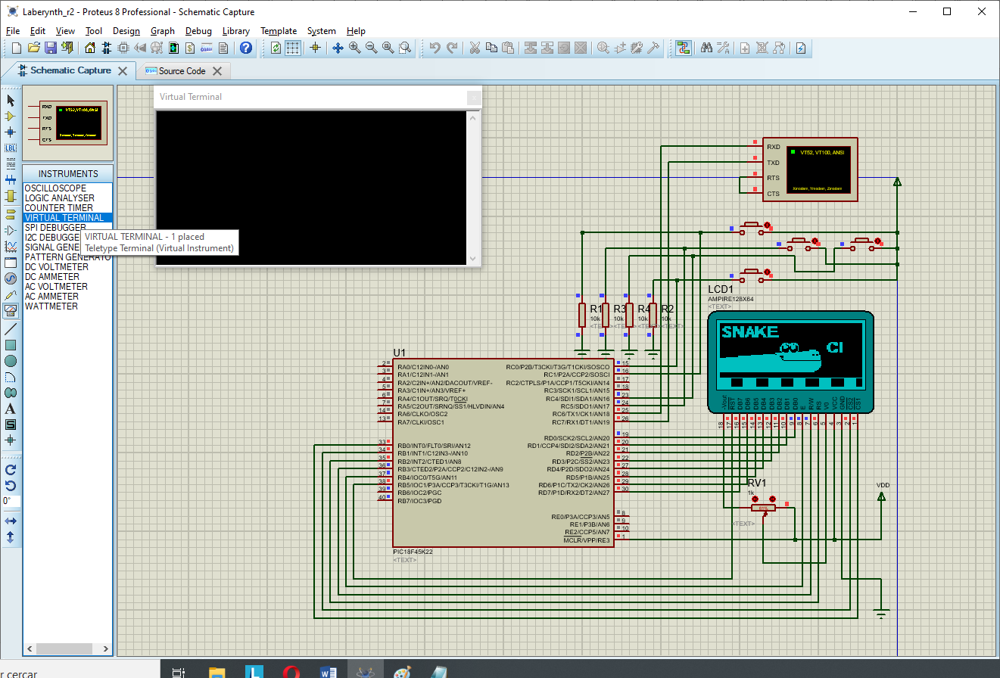 Laberynth_r2 - Proteus 8 Professional - Schematic Capture
File Edit View Tool Design Graph Debug Library Template System Help
Schematic Capture
Source Code
RXD
TXD
RTS
CTS
VT52, VT100, ANSI
Xmodem, Ymodem, Zmodem
LBL
INSTRUMENTS
OSCILLOSCOPE
LOGIC ANALYSER
COUNTER TIMER
VIRTUAL TERMINAL
SPI DEBUGGER
I2C DEBUGGE
SIGNAL GENE
PATTERN GENERATO
DC VOLTMETER
DC AMMETER
AC VOLTMETER
AC AMMETER
WATTMETER
VIRTUAL TERMINAL - 1 placed
Teletype Terminal (Virtual Instrument)
A
S
0°
Virtual Terminal
RXD
TXD
RTS
CTS
VT52, VT100, ANSI
Xmodem, Ymodem, Zmodem
R1
10k
<TEXT>
R3
10k
<TEXT>
R4
10k
<TEXT>
R2
10k
<TEXT>
LCD1
AMPIRE128X64
<TEXT>
SNAKE
CI
-Vout
RST
DB7
DB6
DB5
DB4
DB3
DB2
DB1
DB0
E
R/W
RS
V0
VCC
GND
CS2
CS1
18
17
16
15
14
13
12
11
10
9
8
7
6
5
4
3
2
1
U1
2 RA0/C12IN0-/AN0
3 RA1/C12IN1-/AN1
4 RA2/C2IN+/AN2/DACOUT/VREF-
5 RA3/C1IN+/AN3/VREF+
6 RA4/C1OUT/SRQ/T0CKI
7 RA5/C2OUT/SRNQ/SS1/HLVDIN/AN4
14 RA6/CLKO/OSC2
13 RA7/CLKI/OSC1
33 RB0/INT0/FLT0/SRI/AN12
34 RB1/INT1/C12IN3-/AN10
35 RB2/INT2/CTED1/AN8
36 RB3/CTED2/P2A/CCP2/C12IN2-/AN9
37 RB4/IOC0/T5G/AN11
38 RB5/IOC1/P3A/CCP3/T3CKI/T1G/AN13
39 RB6/IOC2/PGC
40 RB7/IOC3/PGD
RC0/P2B/T3CKI/T3G/T1CKI/SOSCO 15
RC1/P2A/CCP2/SOSCI 16
RC2/CTPLS/P1A/CCP1/T5CKI/AN14 17
RC3/SCK1/SCL1/AN15 18
RC4/SDI1/SDA1/AN16 23
RC5/SDO1/AN17 24
RC6/TX1/CK1/AN18 25
RC7/RX1/DT1/AN19 26
RD0/SCK2/SCL2/AN20 19
RD1/CCP4/SDI2/SDA2/AN21 20
RD2/P2B/AN22 21
RD3/P2C/SS2/AN23 22
RD4/P2D/SDO2/AN24 27
RD5/P1B/AN25 28
RD6/P1C/TX2/CK2/AN26 29
RD7/P1D/RX2/DT2/AN27 30
RE0/P3A/CCP3/AN5 8
RE1/P3B/AN6 9
RE2/CCP5/AN7 10
MCLR/VPP/RE3 1
PIC18F45K22
<TEXT>
RV1
1k
<TEXT>
VDD
r cercar